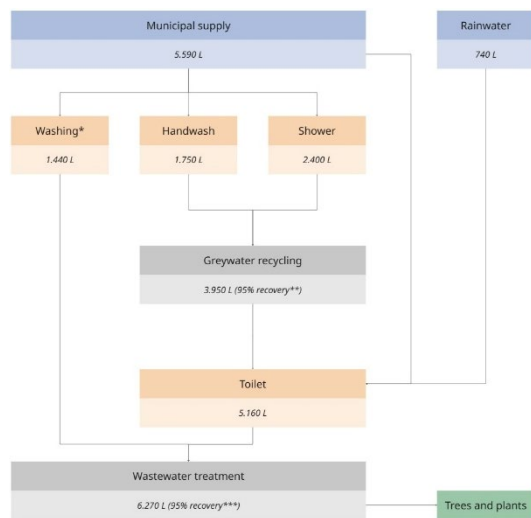 Municipal supply
5.590 L
Rainwater
740 L
Washing*
1.440 L
Handwash
1.750 L
Shower
2.400 L
Greywater recycling
3.950 L (95% recovery**)
Toilet
5.160 L
Wastewater treatment
6.270 L (95% recovery***)
Trees and plants